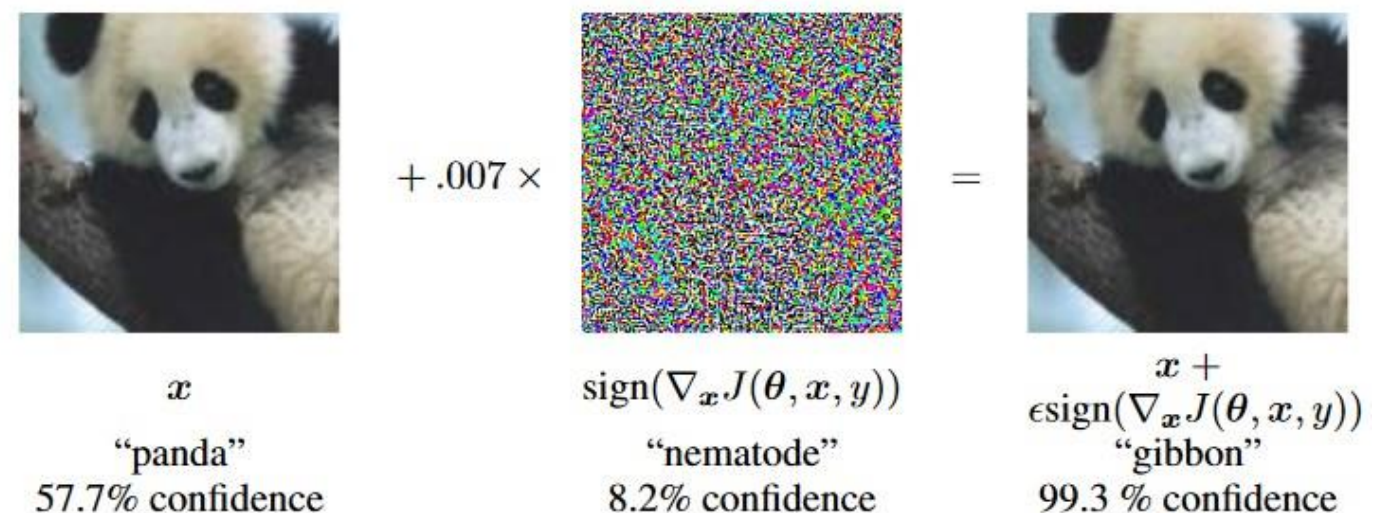 + .007 ×
=
x
“panda”
57.7% confidence
sign(∇ₓJ(θ, x, y))
“nematode”
8.2% confidence
x +
ϵsign(∇ₓJ(θ, x, y))
“gibbon”
99.3 % confidence